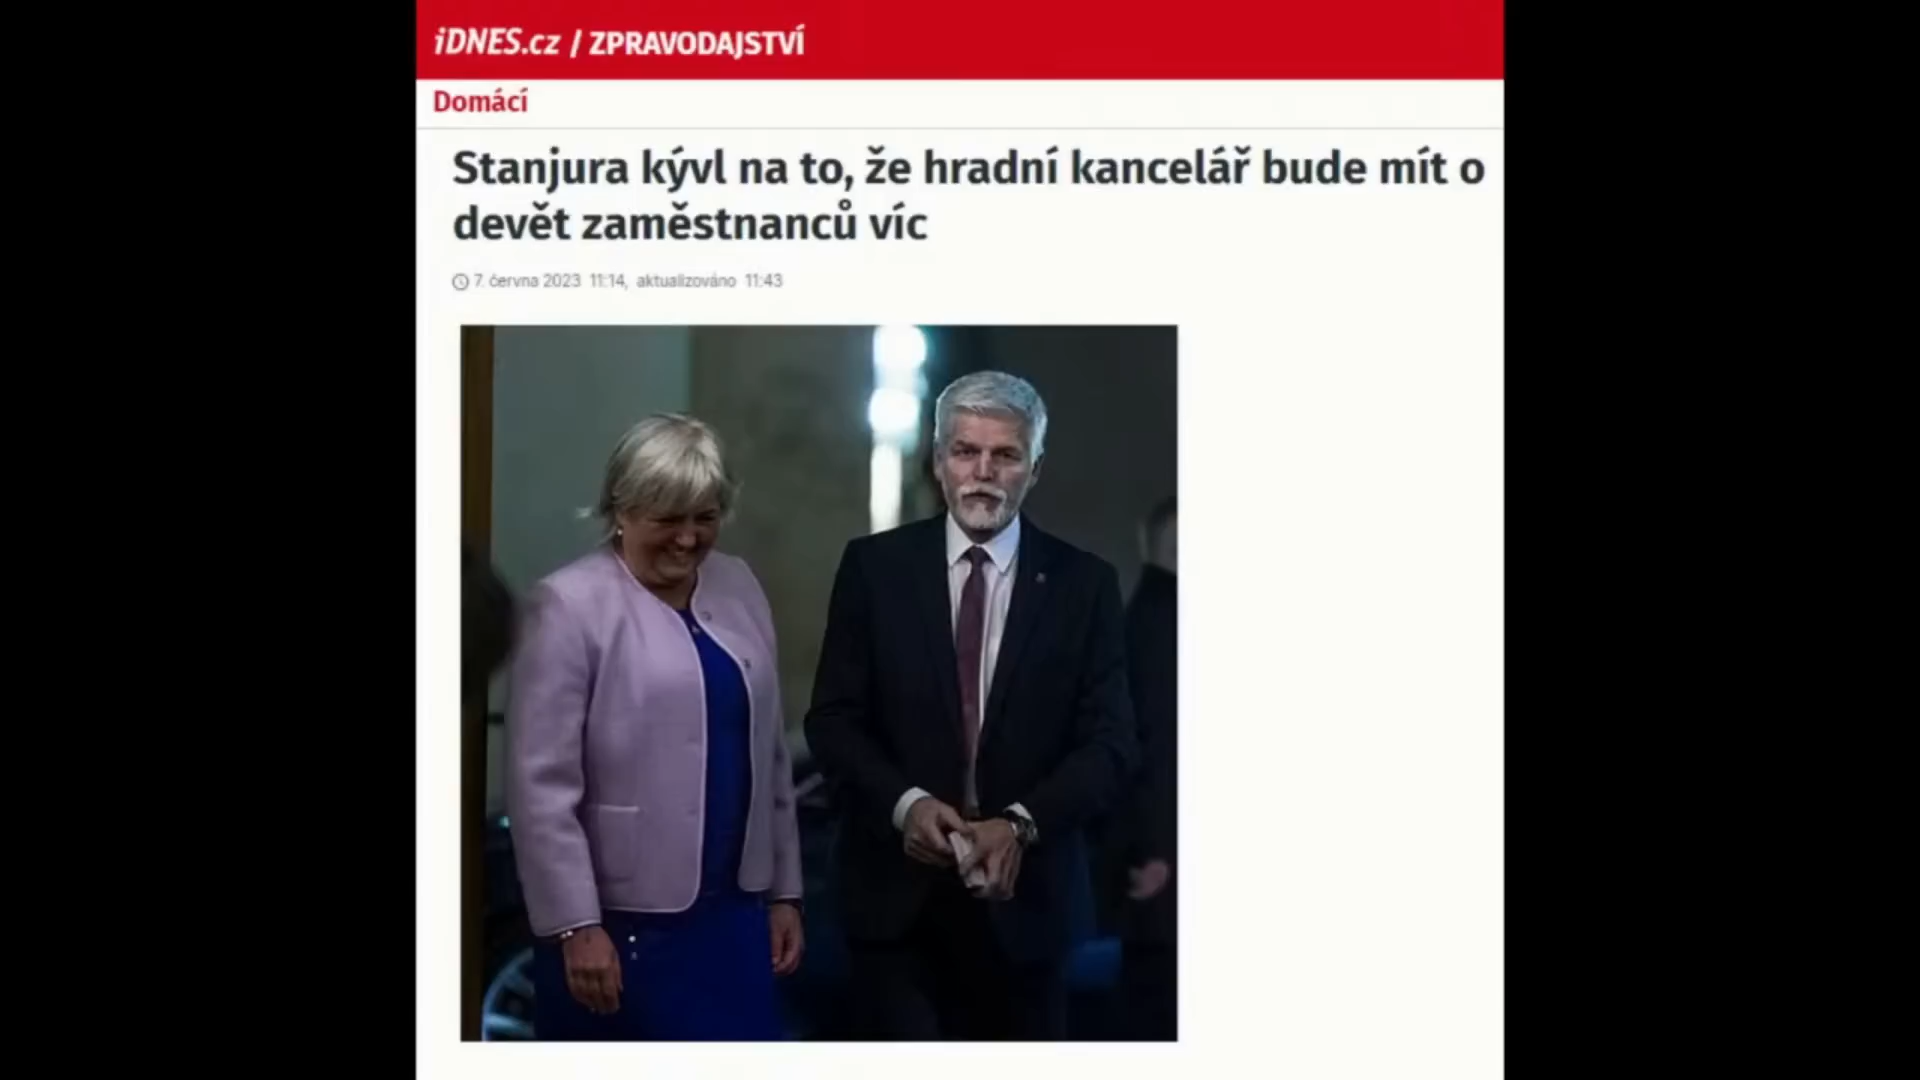 iDNES.cz / ZPRAVODAJSTVÍ
Domácí
Stanjura kývl na to, že hradní kancelář bude mít o
devět zaměstnanců víc
7. června 2023 11:14, aktualizováno 11:43